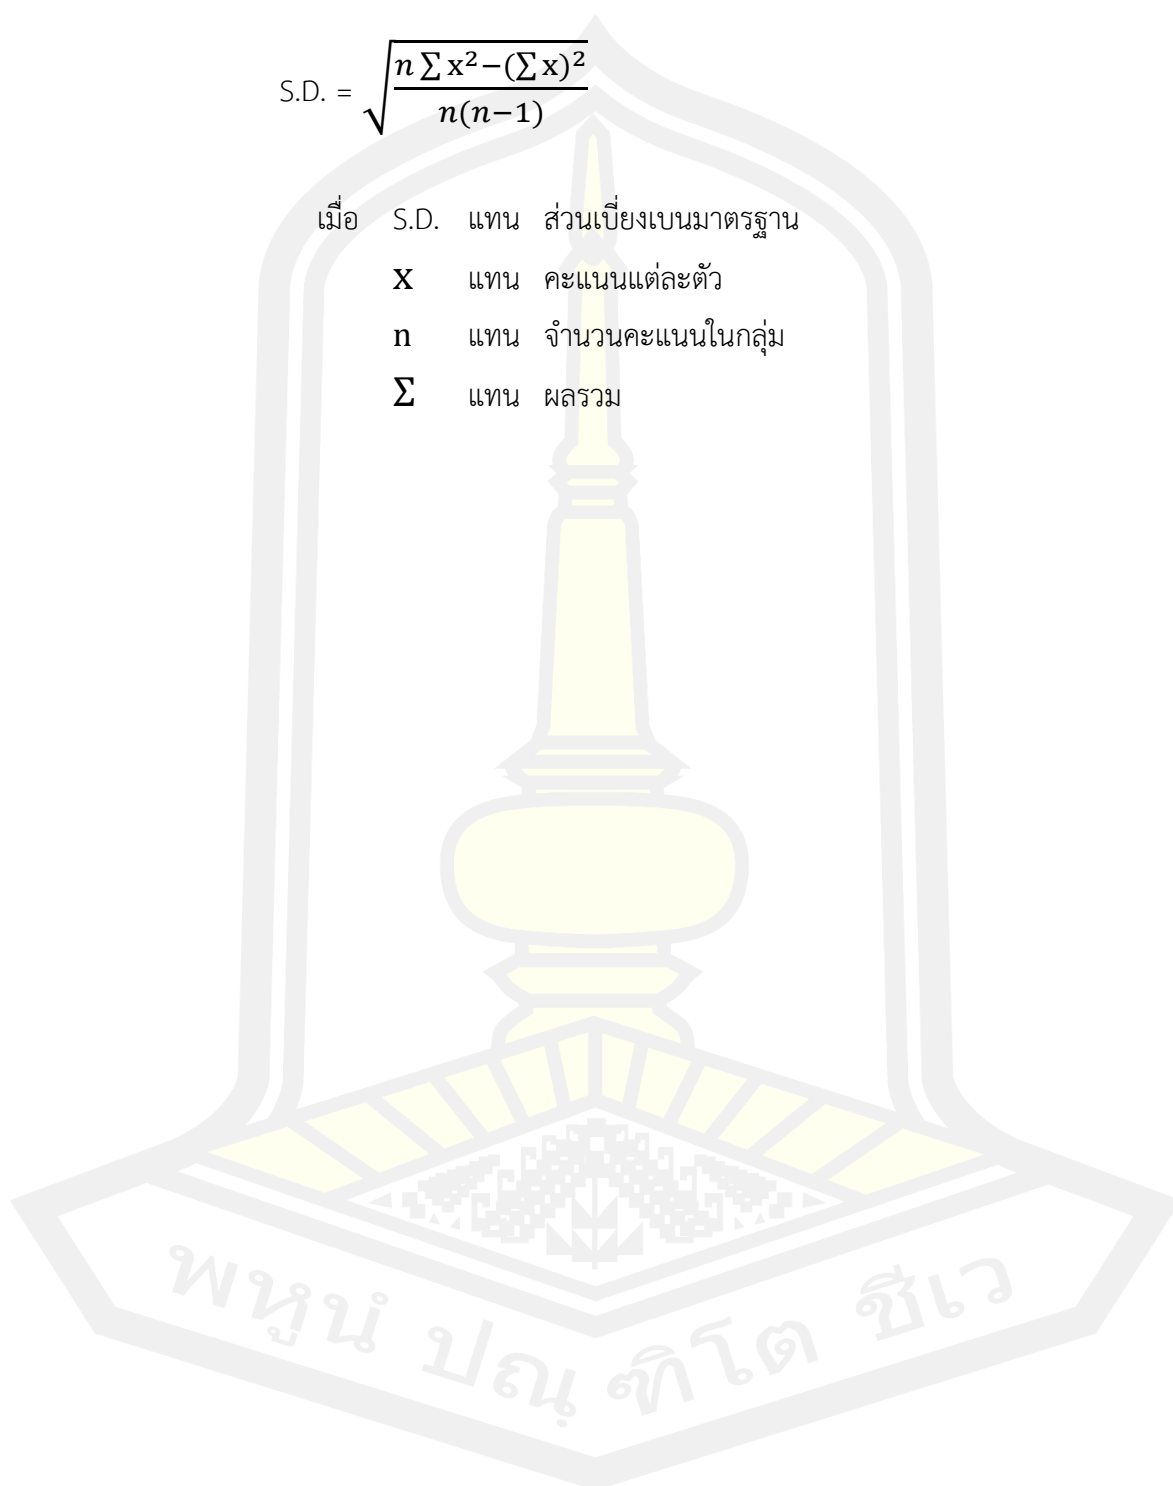 S.D. = √(n ∑ x² − (∑ x)² / n(n−1))
เมื่อ S.D. แทน ส่วนเบี่ยงเบนมาตรฐาน
x แทน คะแนนแต่ละตัว
n แทน จำนวนคะแนนในกลุ่ม
Σ แทน ผลรวม
พหูนํ ปณฺฑิโต ชีเว